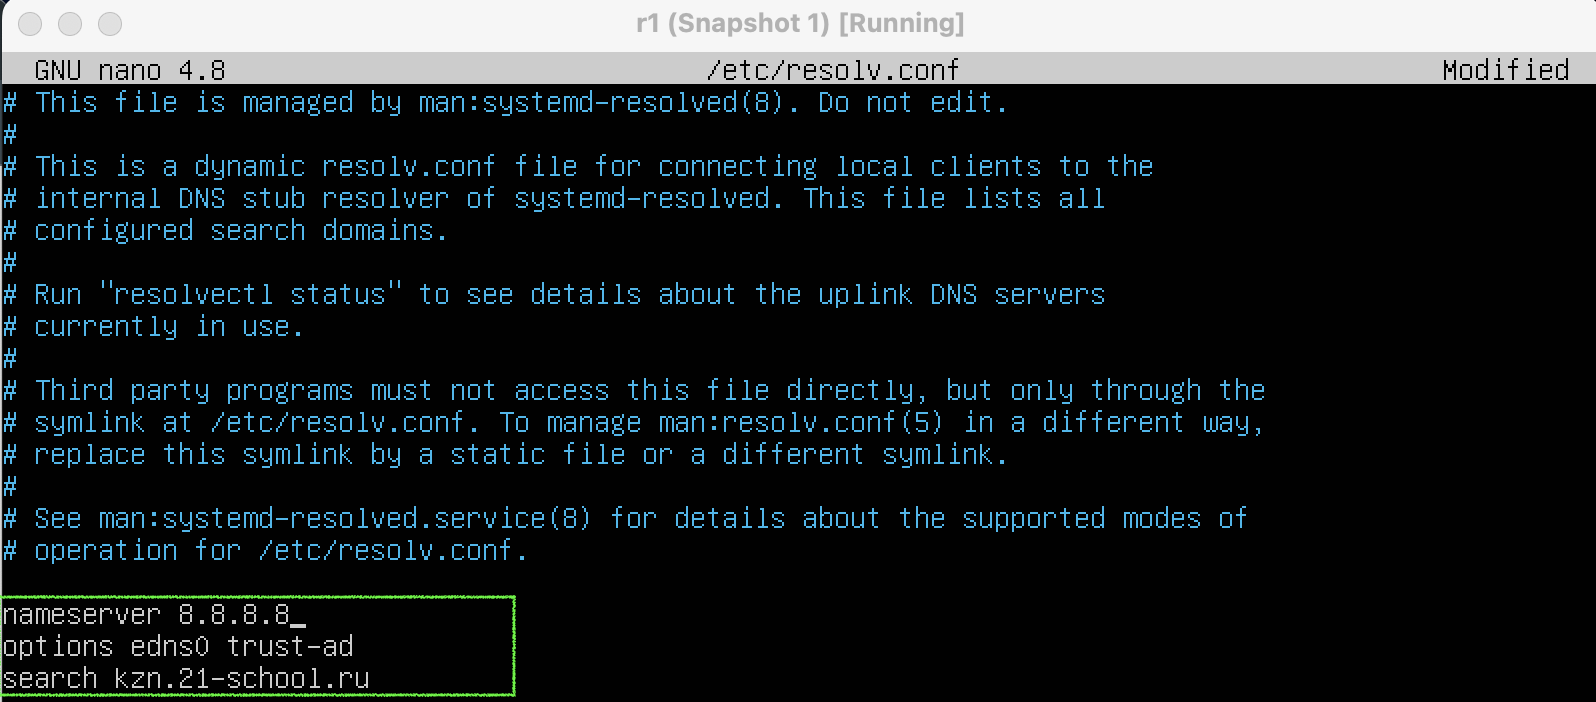 r1 (Snapshot 1) [Running]
GNU nano 4.8 /etc/resolv.conf Modified
# This file is managed by man:systemd-resolved(8). Do not edit.
#
# This is a dynamic resolv.conf file for connecting local clients to the
# internal DNS stub resolver of systemd-resolved. This file lists all
# configured search domains.
#
# Run "resolvectl status" to see details about the uplink DNS servers
# currently in use.
#
# Third party programs must not access this file directly, but only through the
# symlink at /etc/resolv.conf. To manage man:resolv.conf(5) in a different way,
# replace this symlink by a static file or a different symlink.
#
# See man:systemd-resolved.service(8) for details about the supported modes of
# operation for /etc/resolv.conf.
nameserver 8.8.8.8_
options edns0 trust-ad
search kzn.21-school.ru